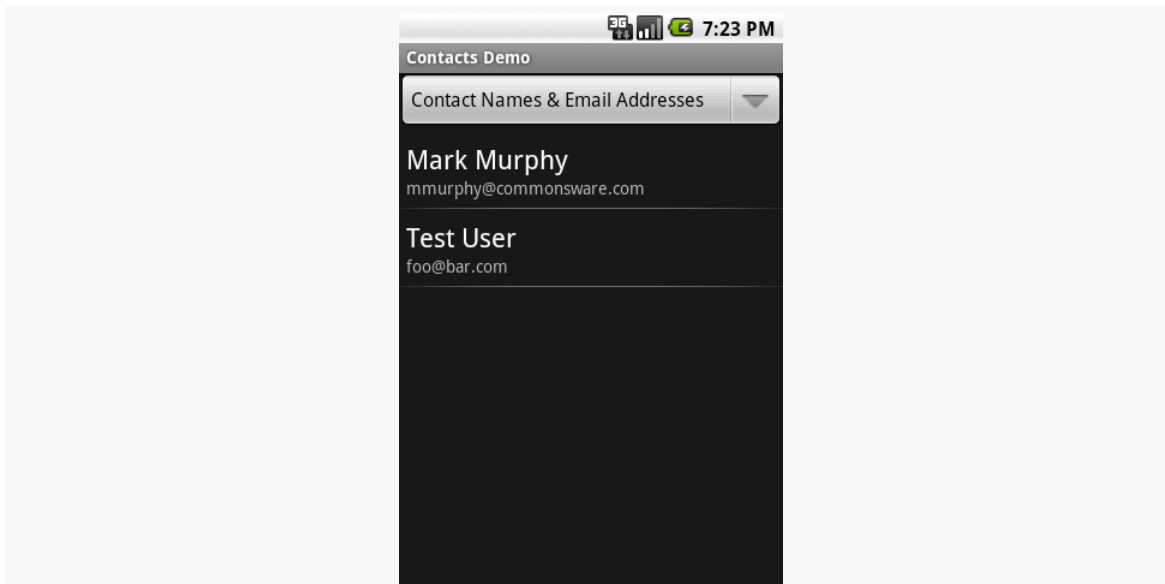 3G 7:23 PM
Contacts Demo
Contact Names & Email Addresses
Mark Murphy
mmurphy@commonsware.com
Test User
foo@bar.com